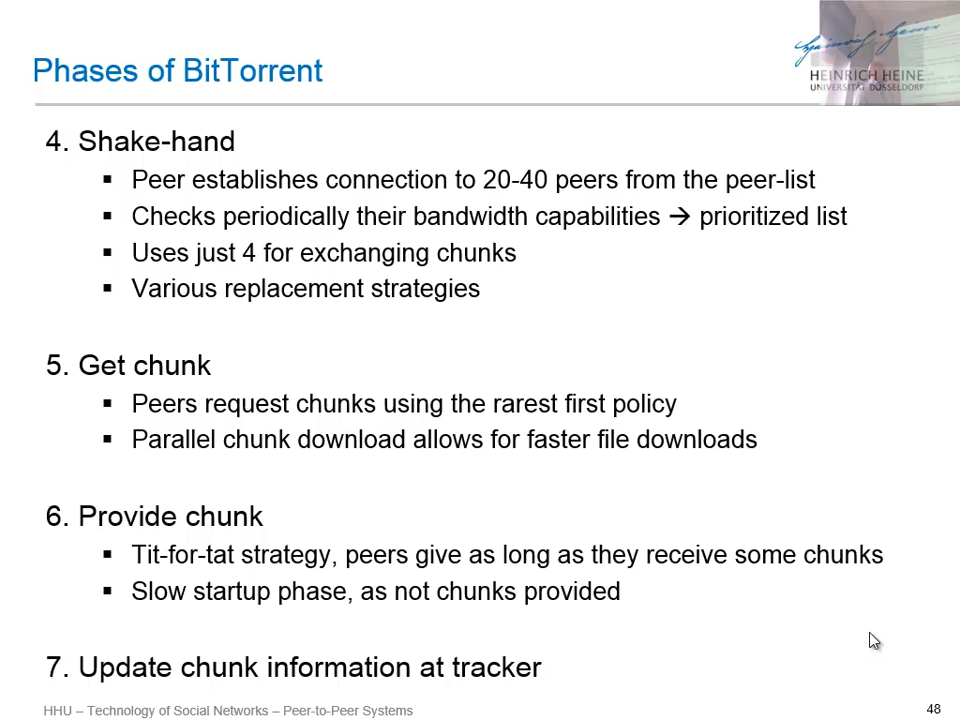 Phases of BitTorrent
Heinrich Heine
HEINRICH HEINE
UNIVERSITÄT DÜSSELDORF
4. Shake-hand
▪ Peer establishes connection to 20-40 peers from the peer-list
▪ Checks periodically their bandwidth capabilities → prioritized list
▪ Uses just 4 for exchanging chunks
▪ Various replacement strategies
5. Get chunk
▪ Peers request chunks using the rarest first policy
▪ Parallel chunk download allows for faster file downloads
6. Provide chunk
▪ Tit-for-tat strategy, peers give as long as they receive some chunks
▪ Slow startup phase, as not chunks provided
7. Update chunk information at tracker
HHU – Technology of Social Networks – Peer-to-Peer Systems
48